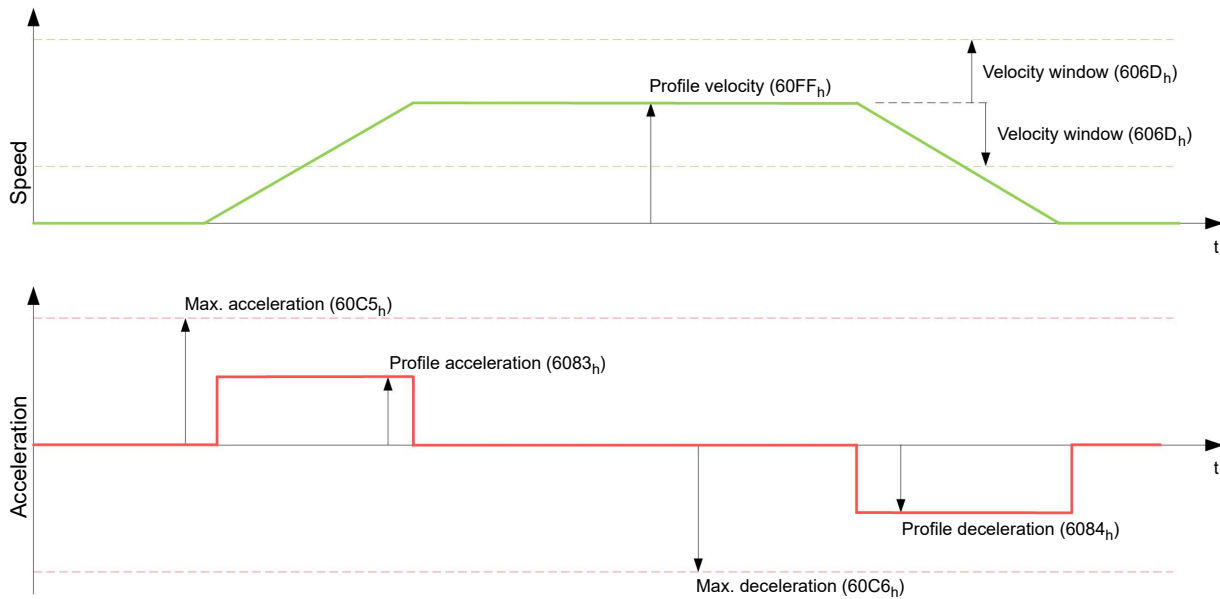 Velocity window (606Dh)
Profile velocity (60FFh)
Velocity window (606Dh)
Speed
t
Max. acceleration (60C5h)
Profile acceleration (6083h)
Acceleration
t
Profile deceleration (6084h)
Max. deceleration (60C6h)